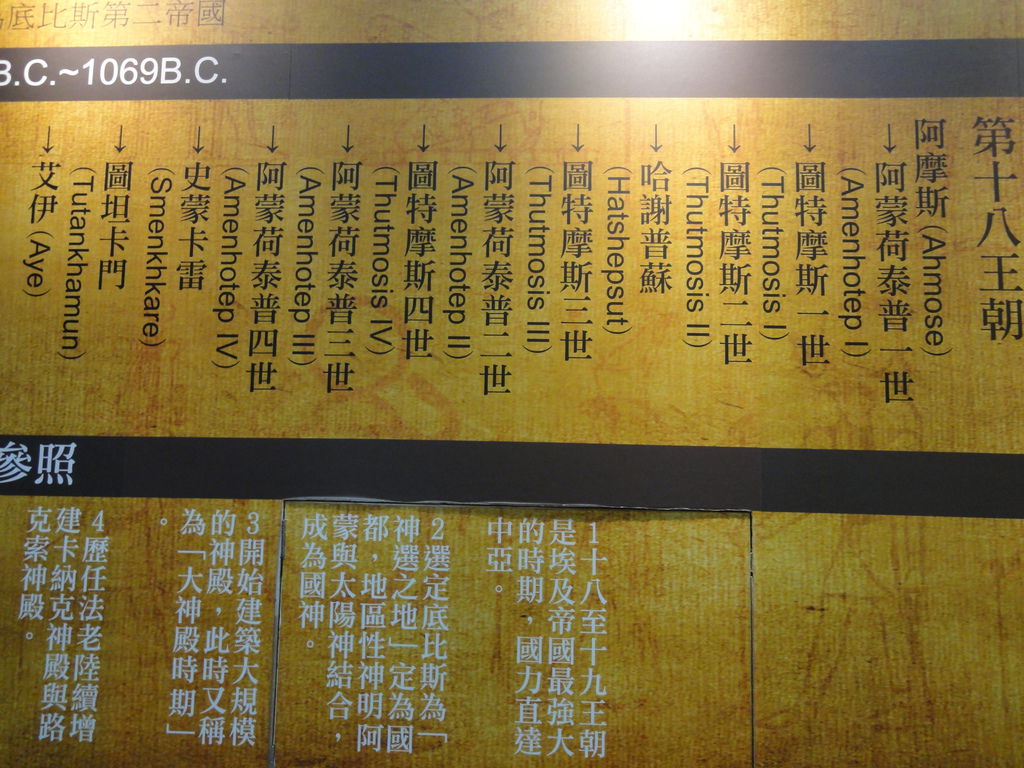 底比斯第二帝國
B.C.~1069B.C.
第十八王朝
阿摩斯(Ahmose)
→阿蒙荷泰普一世
(Amenhotep I)
→圖特摩斯一世
(Thutmosis I)
→圖特摩斯二世
(Thutmosis II)
→哈謝普蘇
(Hatshepsut)
→圖特摩斯三世
(Thutmosis III)
→阿蒙荷泰普二世
(Amenhotep II)
→圖特摩斯四世
(Thutmosis IV)
→阿蒙荷泰普三世
(Amenhotep III)
→阿蒙荷泰普四世
(Amenhotep IV)
→史蒙卡雷
(Smenkhkare)
→圖坦卡門
(Tutankhamun)
→艾伊(Aye)
參照
1十八至十九王朝
是埃及帝國最強大
的時期，國力直達
中亞。
2選定底比斯為「
神選之地」定為國
都，地區性神明阿
蒙與太陽神結合，
成為國神。
3開始建築大規模
的神殿，此時又稱
為「大神殿時期」
。
4歷任法老陸續增
建卡納克神殿與路
克索神殿。